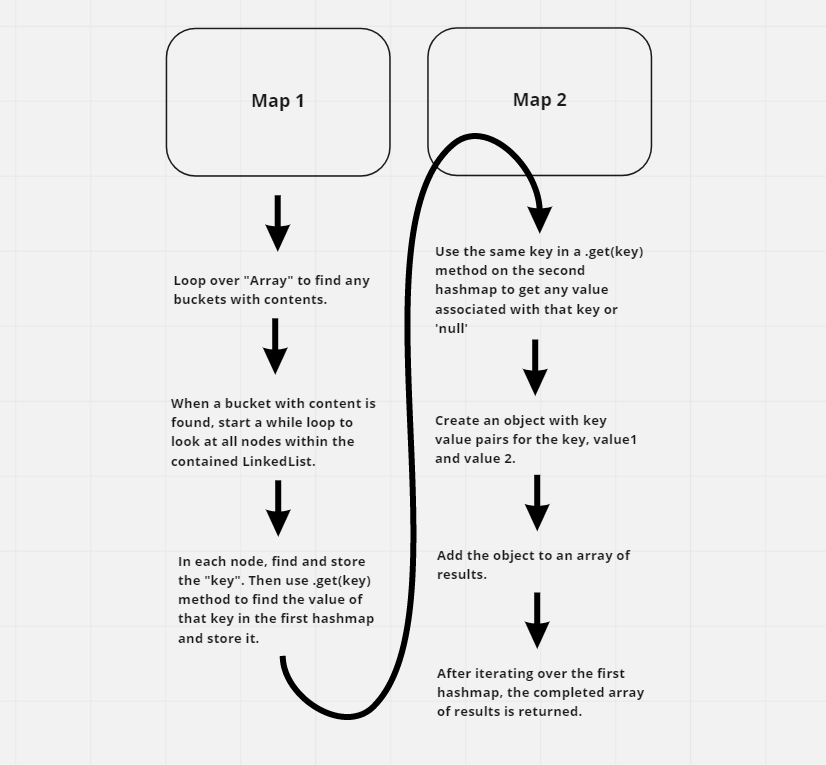 Map 1
Loop over "Array" to find any
buckets with contents.
When a bucket with content is
found, start a while loop to
look at all nodes within the
contained LinkedList.
In each node, find and store
the "key". Then use .get(key)
method to find the value of
that key in the first hashmap
and store it.
Map 2
Use the same key in a .get(key)
method on the second
hashmap to get any value
associated with that key or
'null'
Create an object with key
value pairs for the key, value1
and value 2.
Add the object to an array of
results.
After iterating over the first
hashmap, the completed array
of results is returned.